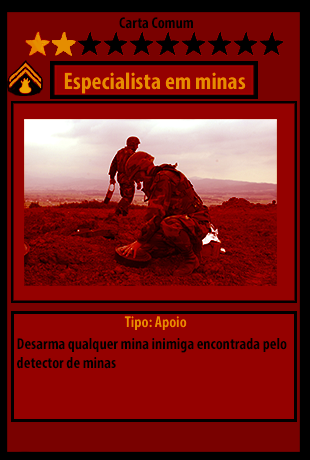 Carta Comum
Especialista em minas
Tipo: Apoio
Desarma qualquer mina inimiga encontrada pelo
detector de minas